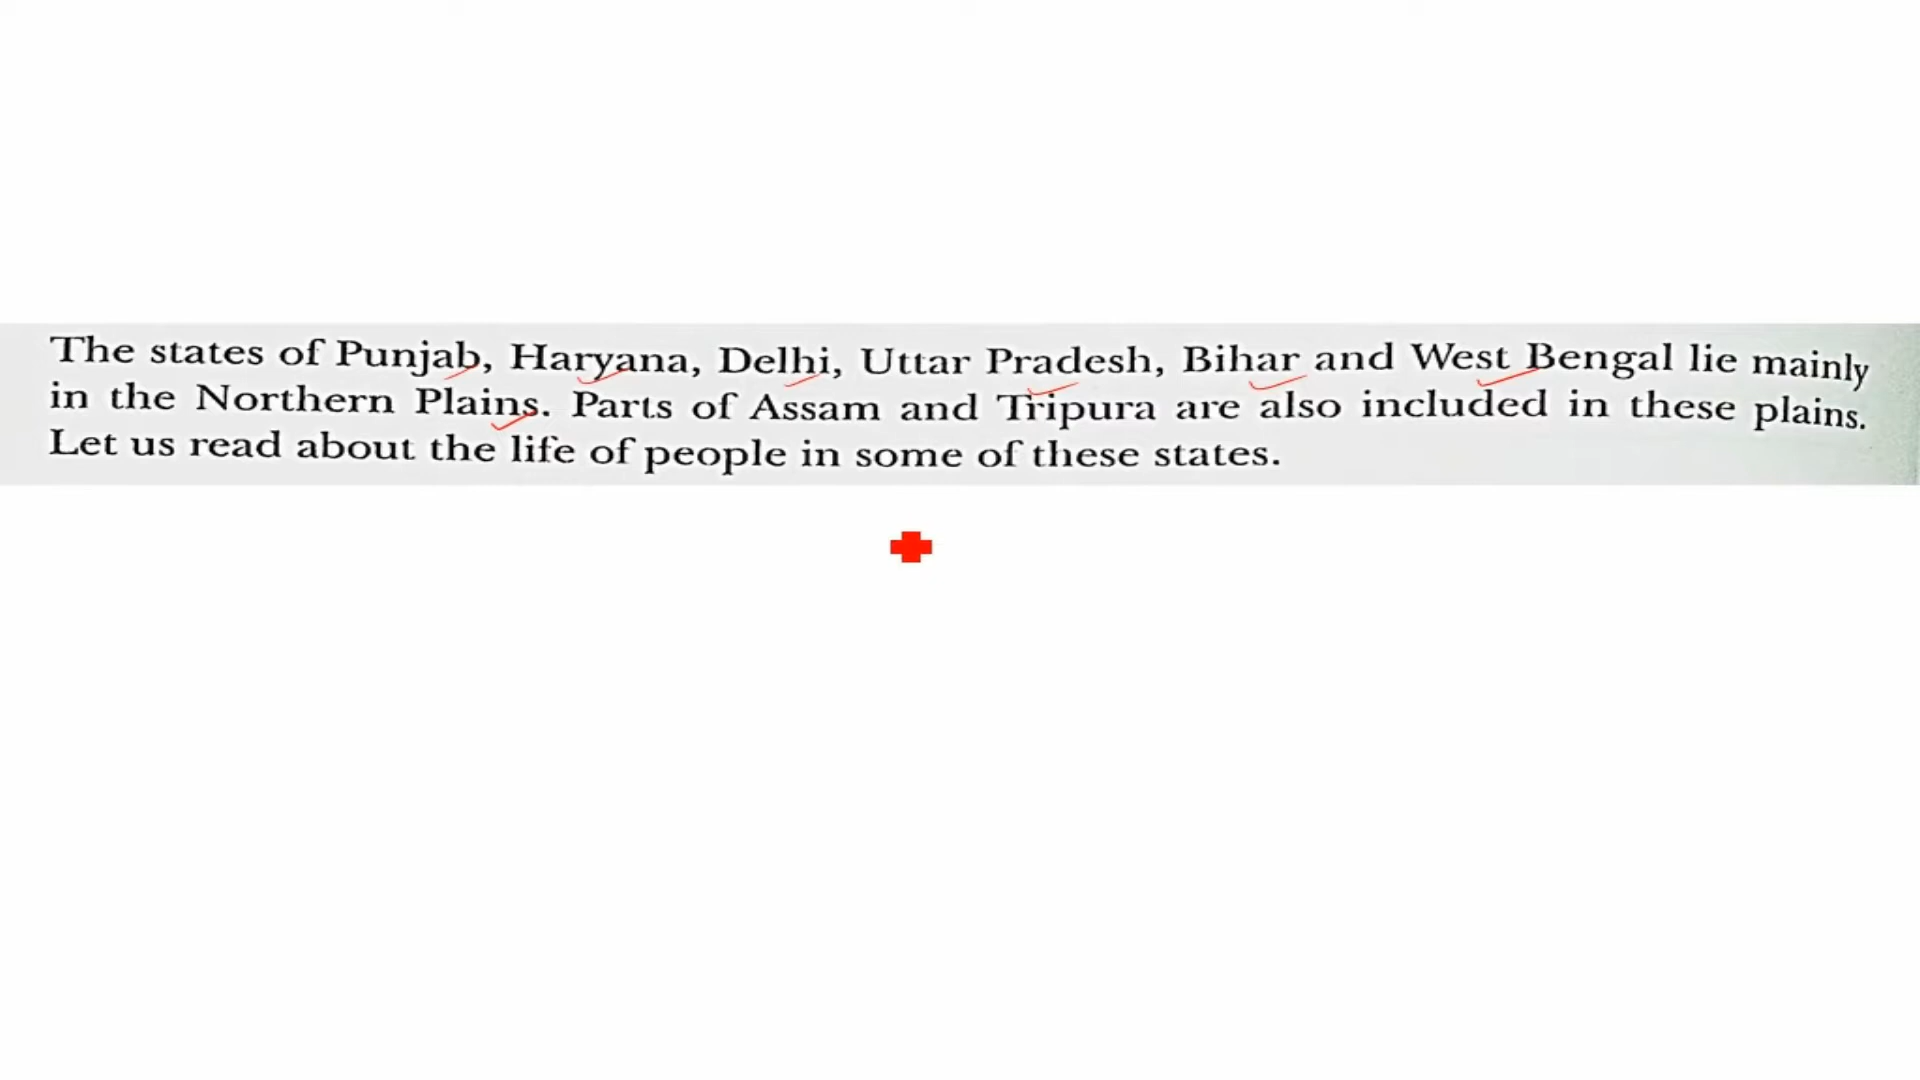 The states of Punjab, Haryana, Delhi, Uttar Pradesh, Bihar and West Bengal lie mainly
in the Northern Plains. Parts of Assam and Tripura are also included in these plains.
Let us read about the life of people in some of these states.